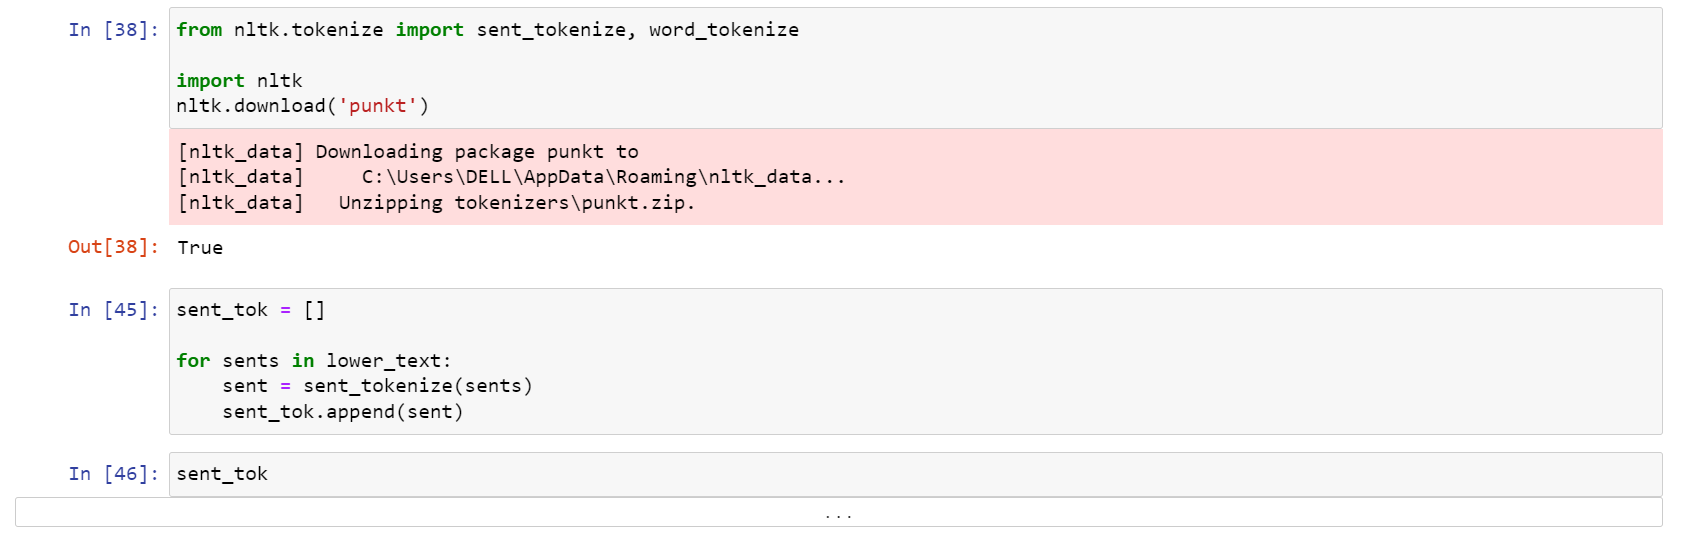 In [38]: from nltk.tokenize import sent_tokenize, word_tokenize
import nltk
nltk.download('punkt')
[nltk_data] Downloading package punkt to
[nltk_data]     C:\Users\DELL\AppData\Roaming\nltk_data...
[nltk_data]   Unzipping tokenizers\punkt.zip.
Out[38]: True
In [45]: sent_tok = []
for sents in lower_text:
    sent = sent_tokenize(sents)
    sent_tok.append(sent)
In [46]: sent_tok
...